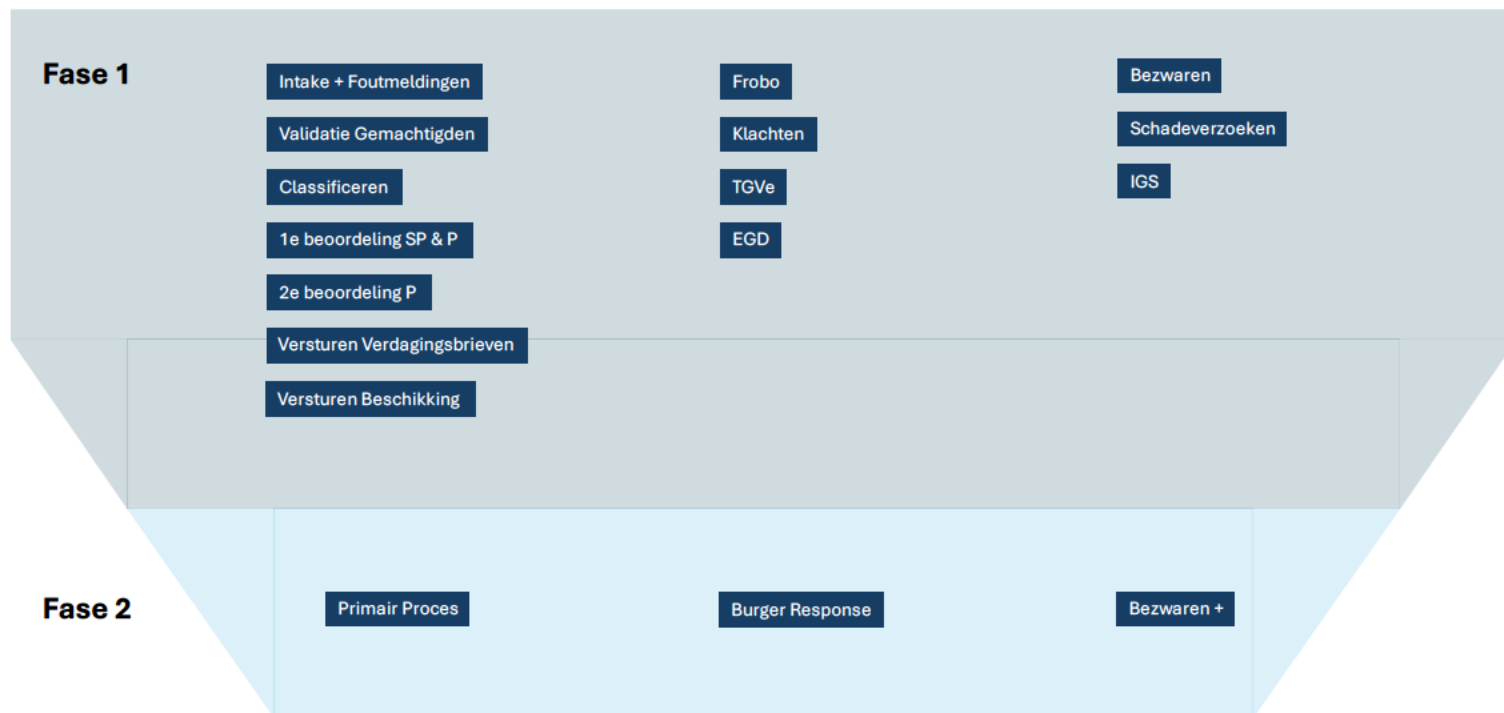 Fase 1
Intake + Foutmeldingen
Validatie Gemachtigden
Classificeren
1e beoordeling SP & P
2e beoordeling P
Versturen Verdagingsbrieven
Versturen Beschikking
Frobo
Klachten
TGVe
EGD
Bezwaren
Schadeverzoeken
IGS
Fase 2
Primair Proces
Burger Response
Bezwaren +